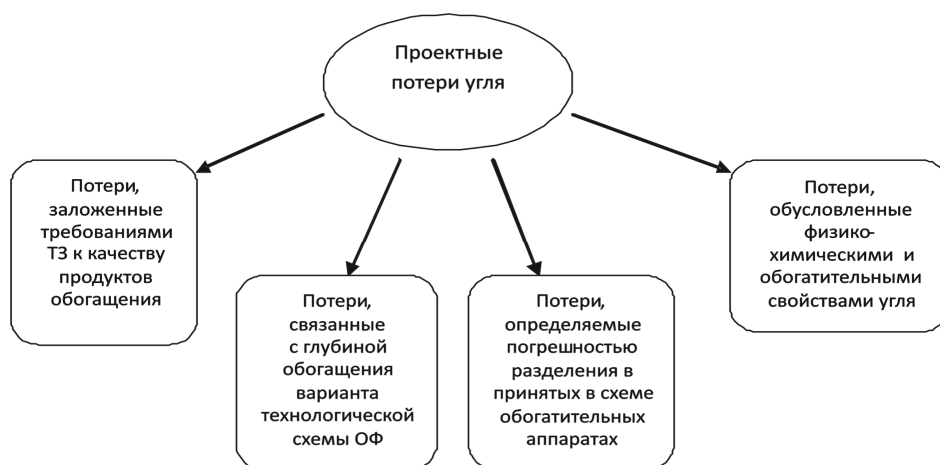 Проектные
потери угля
Потери,
заложенные
требованиями
ТЗ к качеству
продуктов
обогащения
Потери,
связанные
с глубиной
обогащения
варианта
технологической
схемы ОФ
Потери,
определяемые
погрешностью
разделения в
принятых в схеме
обогатительных
аппаратах
Потери,
обусловленные
физико-
химическими и
обогатительными
свойствами угля